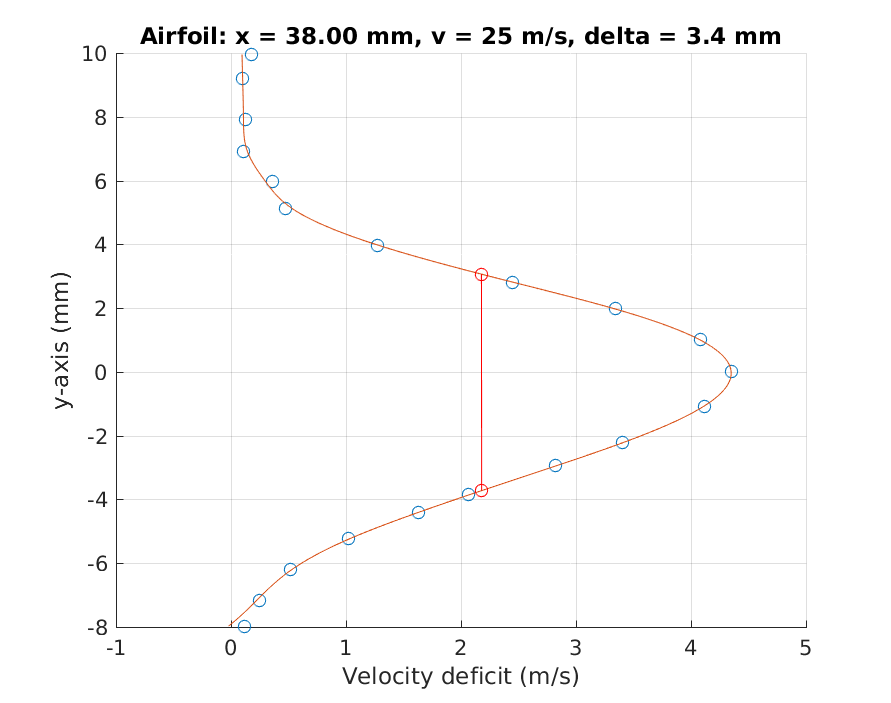 Airfoil: x = 38.00 mm, v = 25 m/s, delta = 3.4 mm
10
8
6
4
2
0
-2
-4
-6
-8
y-axis (mm)
-1 0 1 2 3 4 5
Velocity deficit (m/s)